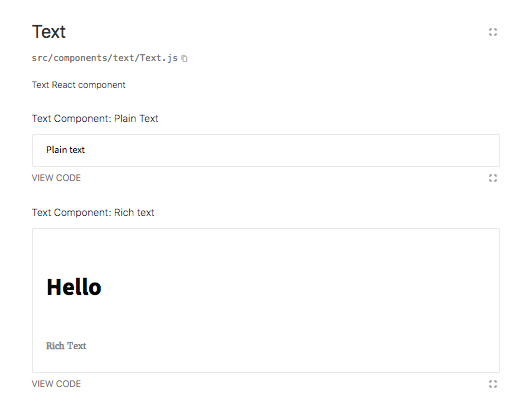 Text
src/components/text/Text.js
Text React component
Text Component: Plain Text
Plain text
VIEW CODE
Text Component: Rich text
Hello
Rich Text
VIEW CODE